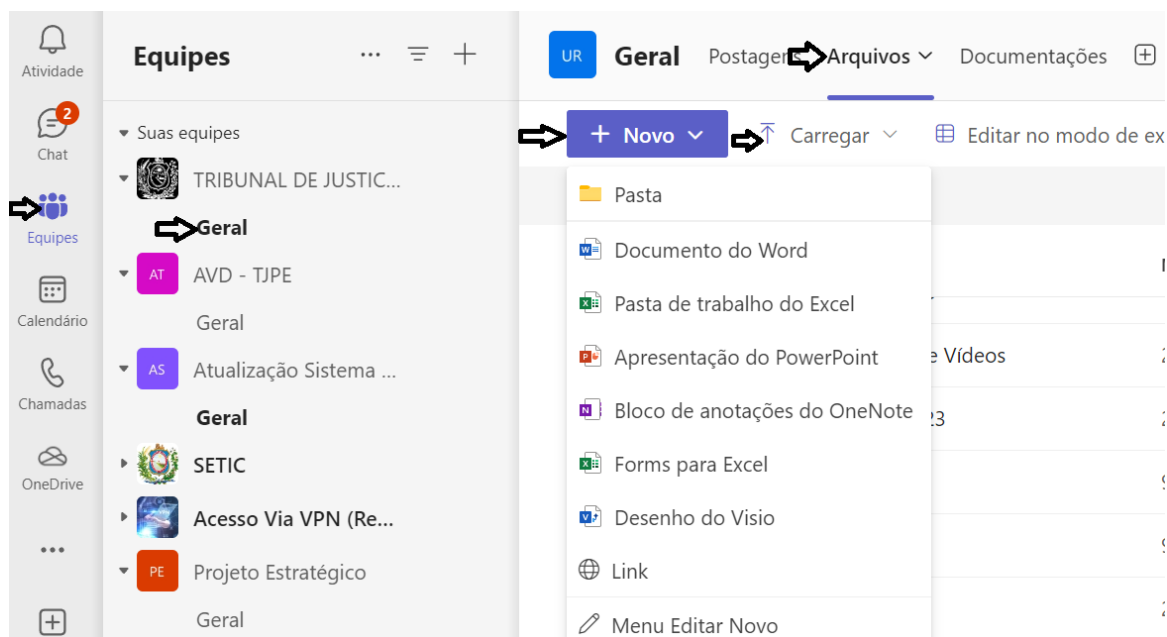 Atividade
2
Chat
Equipes
Calendário
Chamadas
OneDrive
Equipes
Suas equipes
TRIBUNAL DE JUSTIC...
Geral
AT AVD - TJPE
Geral
AS Atualização Sistema ...
Geral
SETIC
Acesso Via VPN (Re...
PE Projeto Estratégico
Geral
UR Geral Postagens Arquivos Documentações
+ Novo Carregar Editar no modo de ex
Pasta
Documento do Word
Pasta de trabalho do Excel
Apresentação do PowerPoint
Bloco de anotações do OneNote
Forms para Excel
Desenho do Visio
Link
Menu Editar Novo
e Vídeos
23